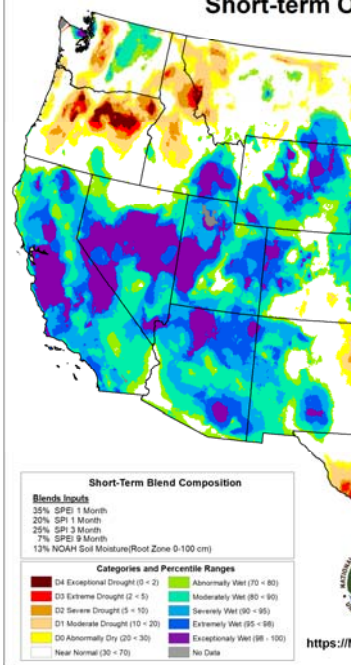 Short-term O
Short-Term Blend Composition
Blends Inputs
35% SPEI 1 Month
20% SPI 1 Month
25% SPI 3 Month
7% SPEI 9 Month
13% NOAH Soil Moisture(Root Zone 0-100 cm)
Categories and Percentile Ranges
D4 Exceptional Drought (0 < 2)
D3 Extreme Drought (2 < 5)
D2 Severe Drought (5 < 10)
D1 Moderate Drought (10 < 20)
D0 Abnormally Dry (20 < 30)
Near Normal (30 < 70)
Abnormally Wet (70 < 80)
Moderately Wet (80 < 90)
Severely Wet (90 < 95)
Extremely Wet (95 < 98)
Exceptionaly Wet (98 - 100)
No Data
https://